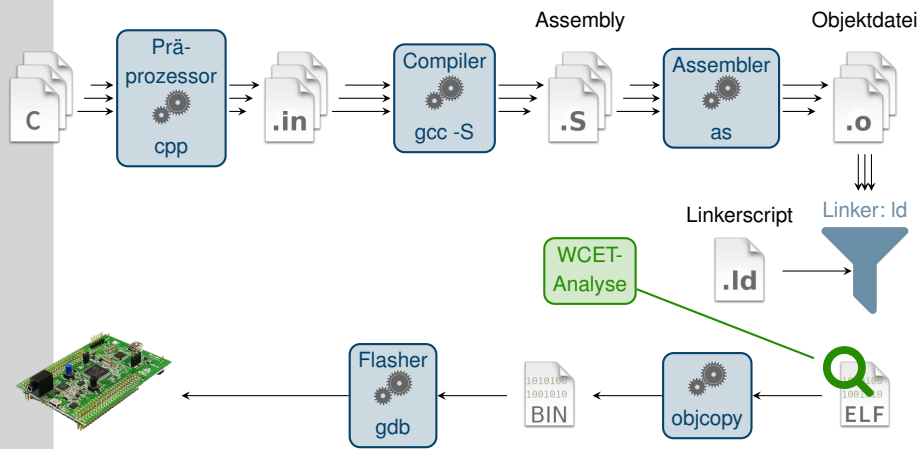 Assembly
Objektdatei
C
Prä-
prozessor
cpp
.in
Compiler
gcc -S
.S
Assembler
as
.o
Linkerscript
Linker: ld
.ld
WCET-
Analyse
Flasher
gdb
1010100
1001010
BIN
objcopy
1001010
ELF